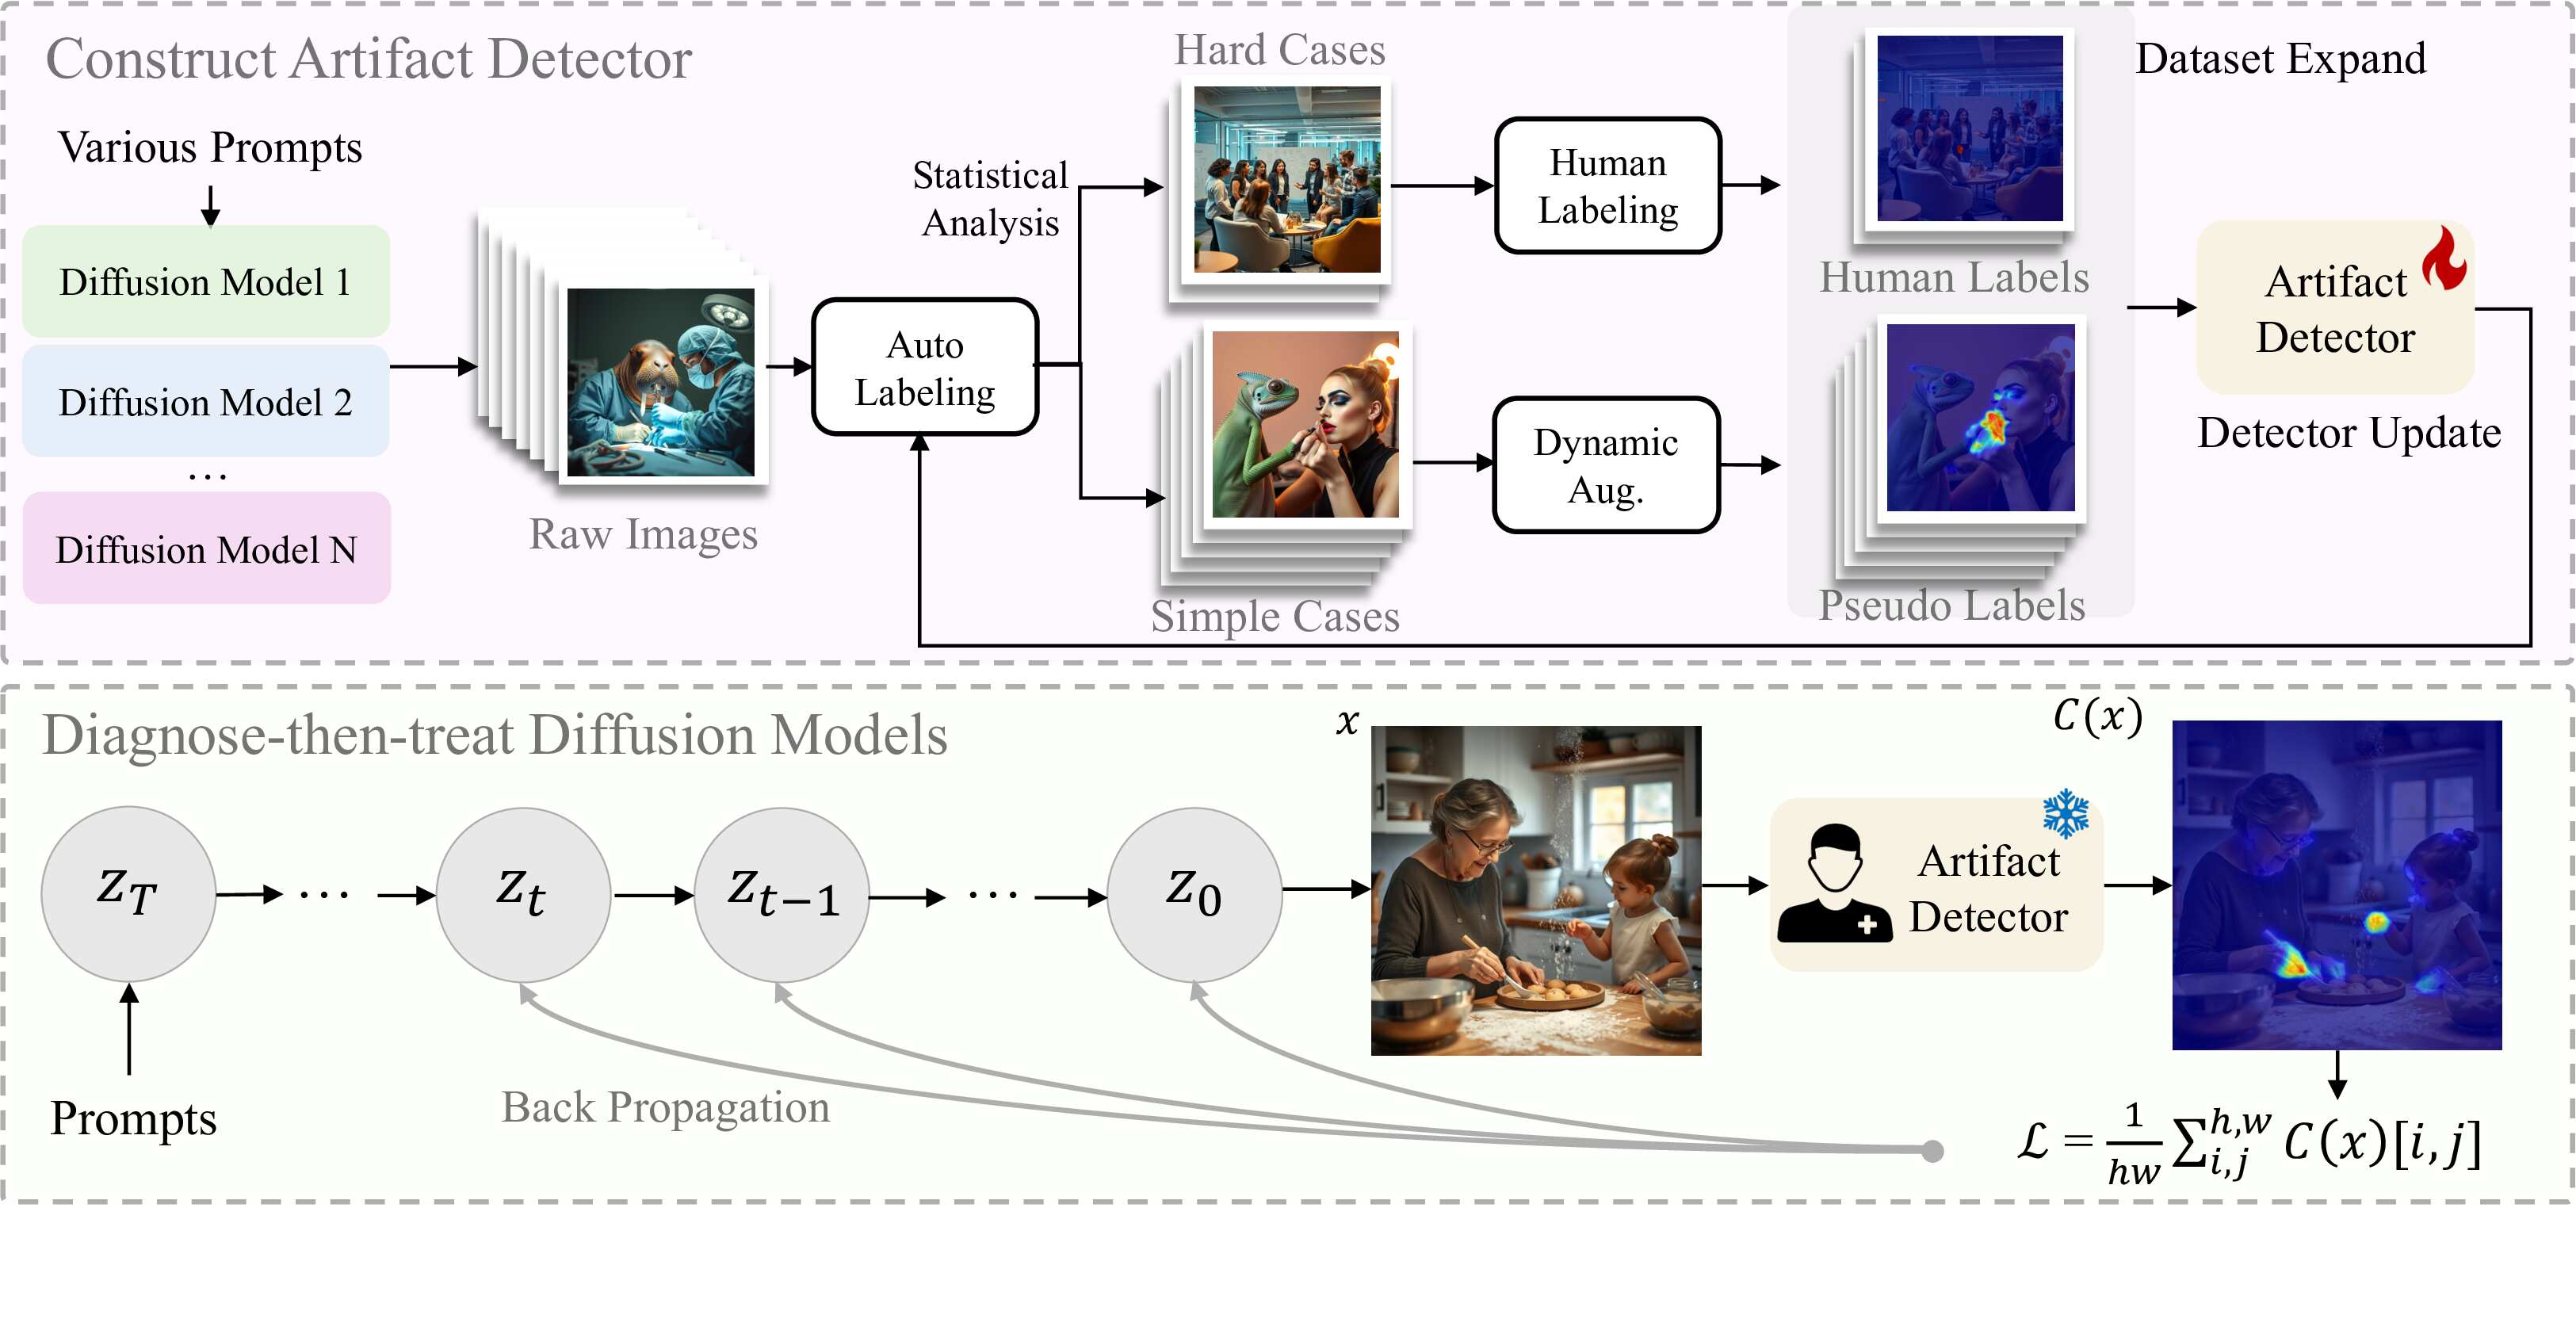 Construct Artifact Detector
Various Prompts
Diffusion Model 1
Diffusion Model 2
...
Diffusion Model N
Raw Images
Auto
Labeling
Statistical
Analysis
Hard Cases
Simple Cases
Human
Labeling
Dynamic
Aug.
Human Labels
Pseudo Labels
Dataset Expand
Artifact
Detector
Detector Update
Diagnose-then-treat Diffusion Models
z_T
...
z_t
z_{t-1}
...
z_0
Prompts
Back Propagation
x
Artifact
Detector
C(x)
ℒ = \frac{1}{hw} ∑_{i,j}^{h,w} C(x)[i,j]